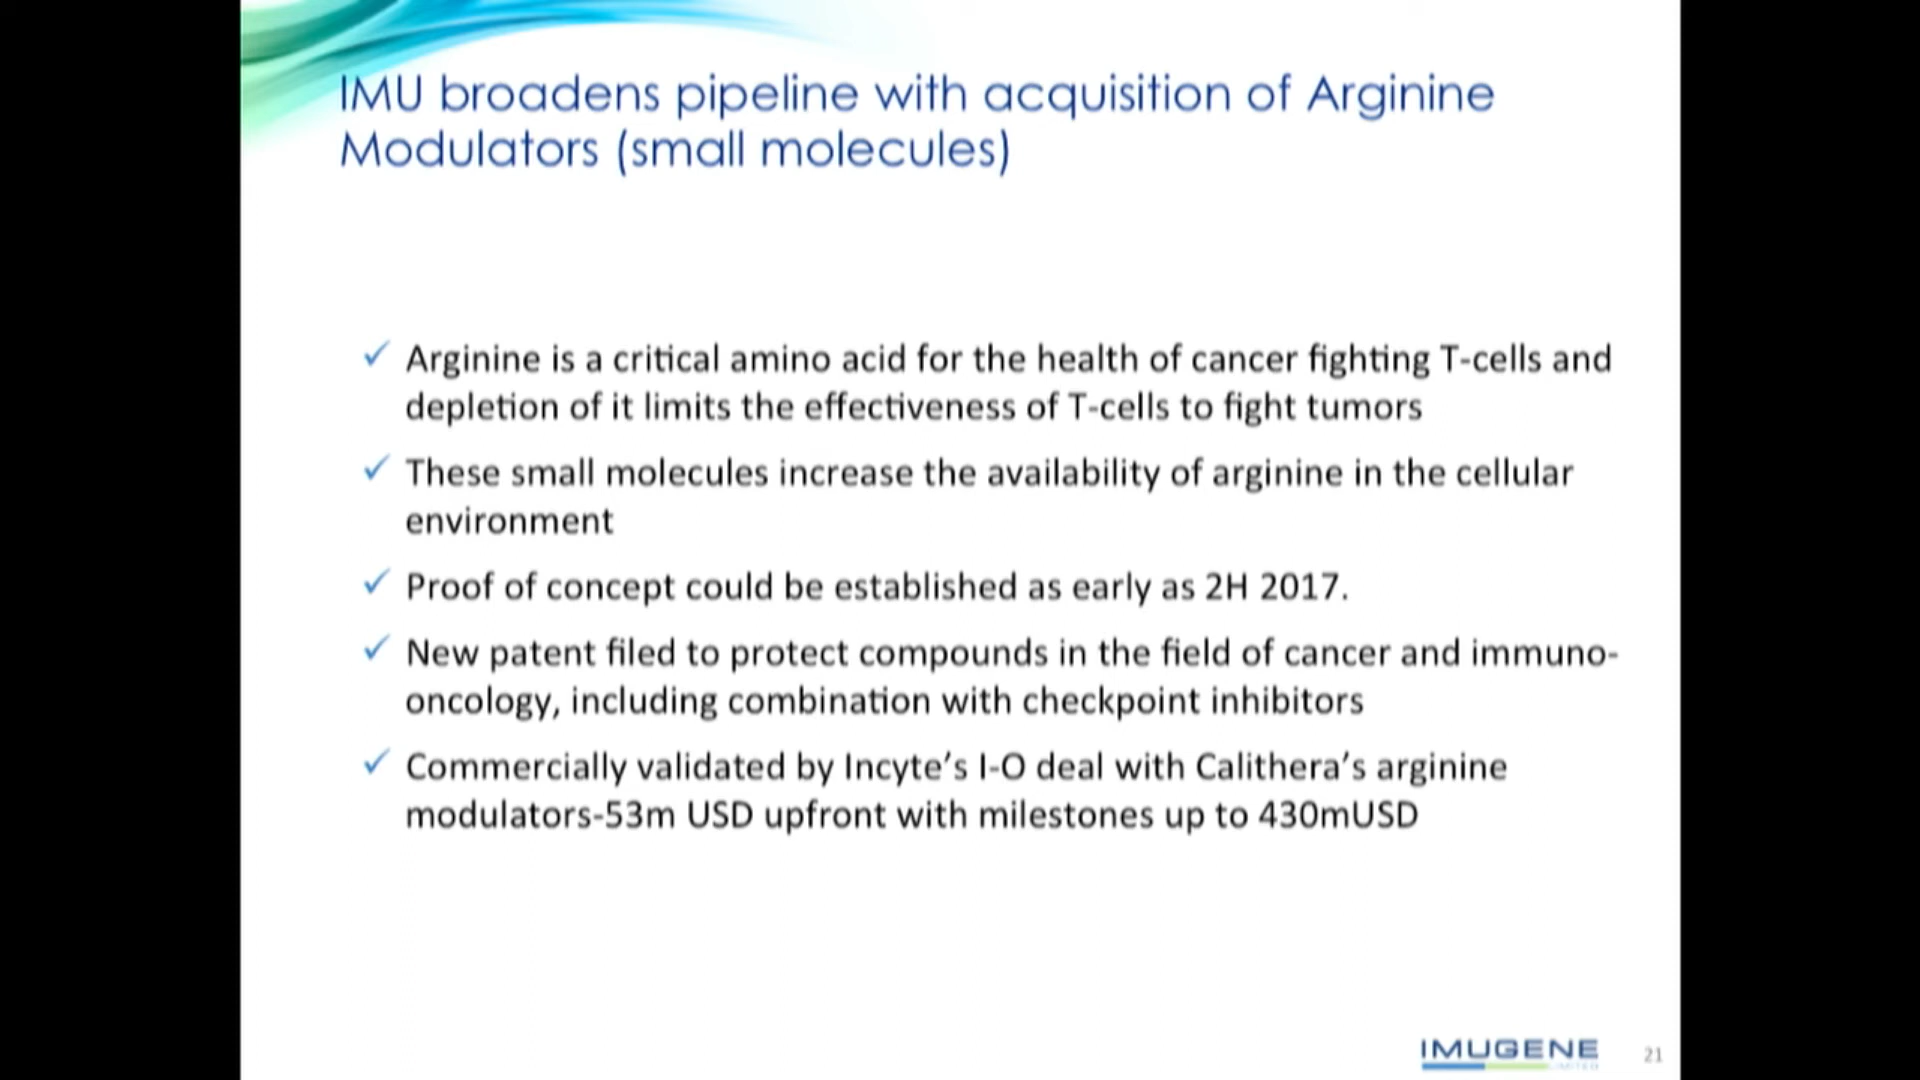 IMU broadens pipeline with acquisition of Arginine
Modulators (small molecules)
✓ Arginine is a critical amino acid for the health of cancer fighting T-cells and
depletion of it limits the effectiveness of T-cells to fight tumors
✓ These small molecules increase the availability of arginine in the cellular
environment
✓ Proof of concept could be established as early as 2H 2017.
✓ New patent filed to protect compounds in the field of cancer and immuno-
oncology, including combination with checkpoint inhibitors
✓ Commercially validated by Incyte’s I-O deal with Calithera’s arginine
modulators-53m USD upfront with milestones up to 430mUSD
IMUGENE
LIMITED
21